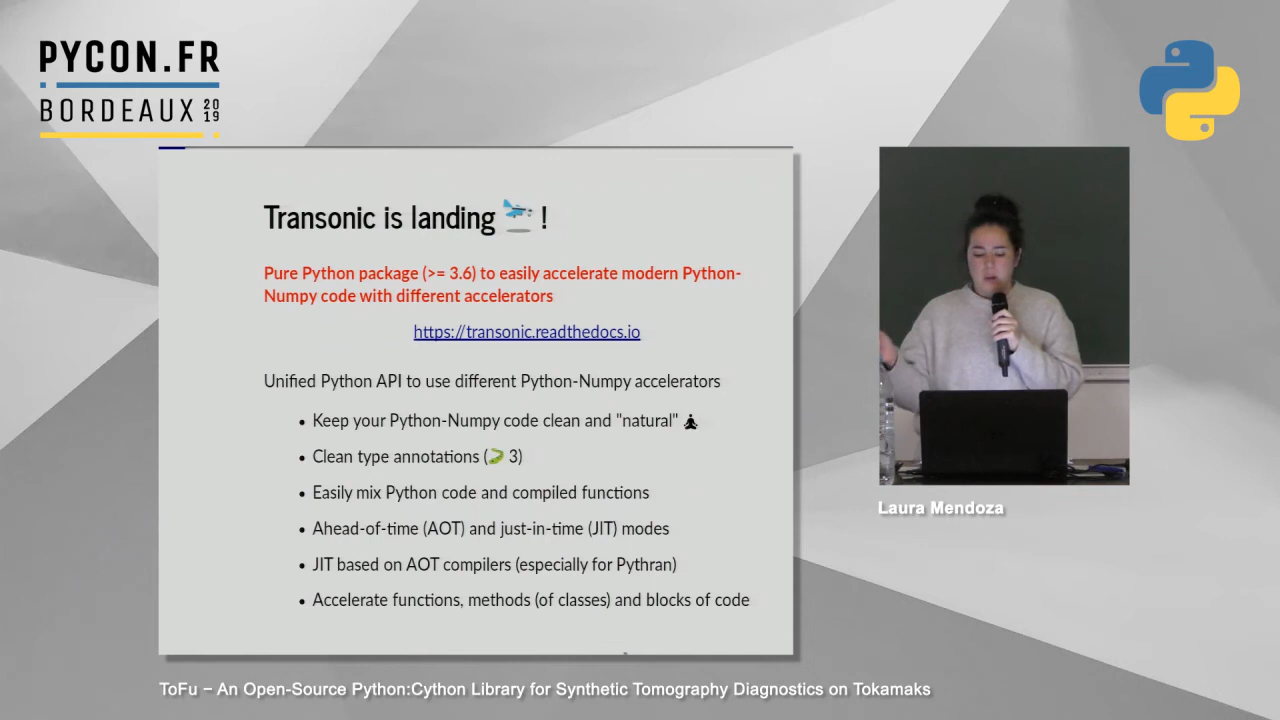 PYCON.FR
BORDEAUX 2019
Transonic is landing !
Pure Python package (>= 3.6) to easily accelerate modern Python-
Numpy code with different accelerators
https://transonic.readthedocs.io
Unified Python API to use different Python-Numpy accelerators
• Keep your Python-Numpy code clean and "natural"
• Clean type annotations ( 3)
• Easily mix Python code and compiled functions
• Ahead-of-time (AOT) and just-in-time (JIT) modes
• JIT based on AOT compilers (especially for Pythran)
• Accelerate functions, methods (of classes) and blocks of code
Laura Mendoza
ToFu – An Open-Source Python:Cython Library for Synthetic Tomography Diagnostics on Tokamaks